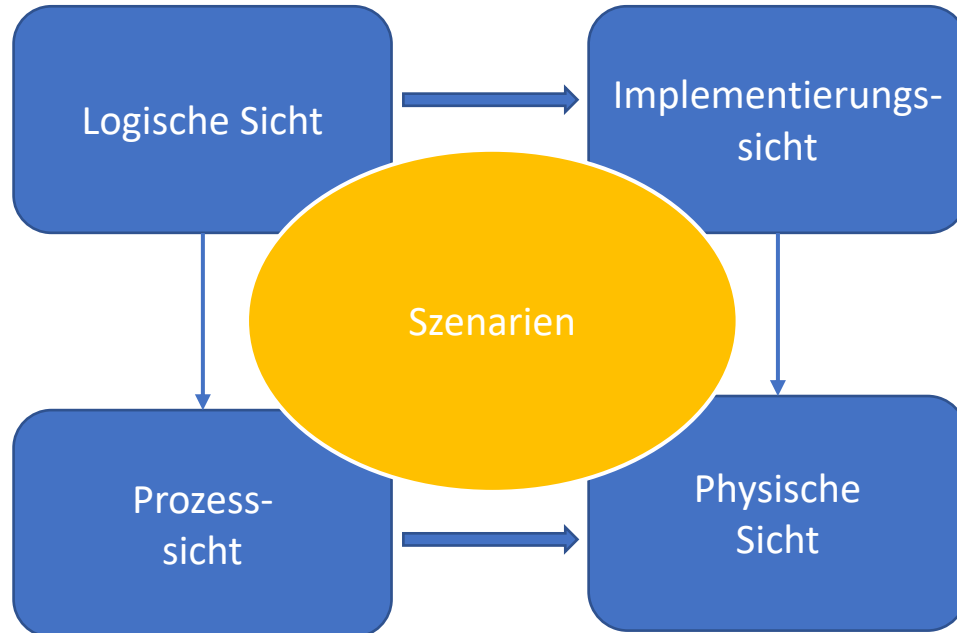 Logische Sicht
Implementierungs-
sicht
Szenarien
Prozess-
sicht
Physische
Sicht